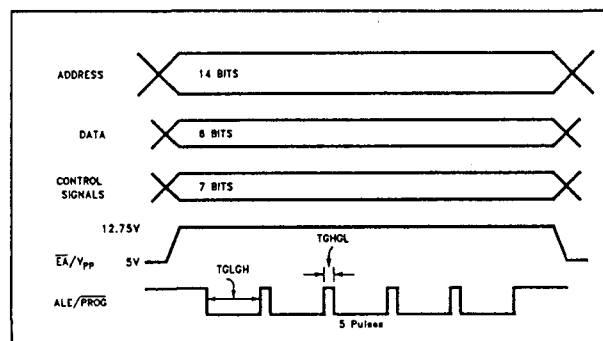 ADDRESS
14 BITS
DATA
8 BITS
CONTROL
SIGNALS
7 BITS
12.75V
TGHGL
EA/VPP
5V
TGLGH
ALE/PROG
5 Pulses